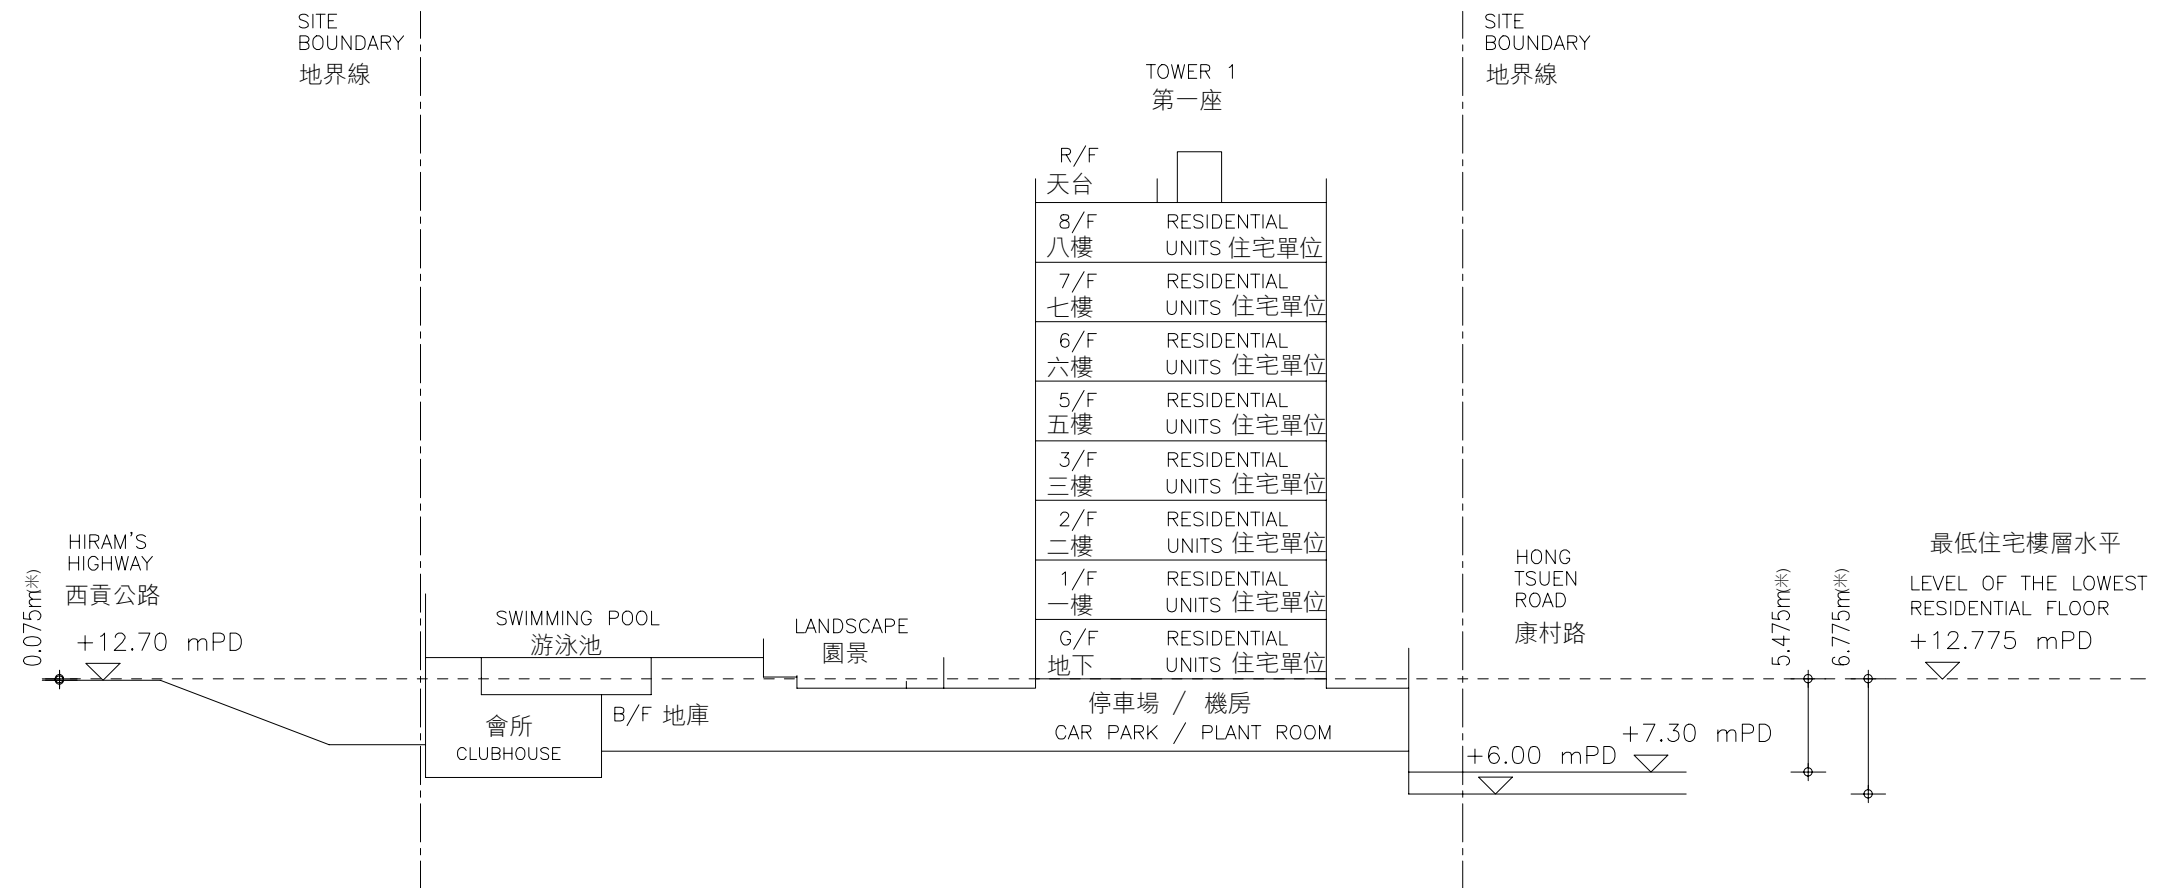 SITE
BOUNDARY
地界線
SITE
BOUNDARY
地界線
TOWER 1
第一座
R/F
天台
8/F RESIDENTIAL
八樓 UNITS 住宅單位
7/F RESIDENTIAL
七樓 UNITS 住宅單位
6/F RESIDENTIAL
六樓 UNITS 住宅單位
5/F RESIDENTIAL
五樓 UNITS 住宅單位
3/F RESIDENTIAL
三樓 UNITS 住宅單位
2/F RESIDENTIAL
二樓 UNITS 住宅單位
1/F RESIDENTIAL
一樓 UNITS 住宅單位
G/F RESIDENTIAL
地下 UNITS 住宅單位
停車場 / 機房
CAR PARK / PLANT ROOM
0.075m(米)
HIRAM'S
HIGHWAY
西貢公路
+12.70 mPD
SWIMMING POOL
游泳池
LANDSCAPE
園景
會所
CLUBHOUSE
B/F 地庫
HONG
TSUEN
ROAD
康村路
+6.00 mPD
+7.30 mPD
5.475m(米)
6.775m(米)
最低住宅樓層水平
LEVEL OF THE LOWEST
RESIDENTIAL FLOOR
+12.775 mPD